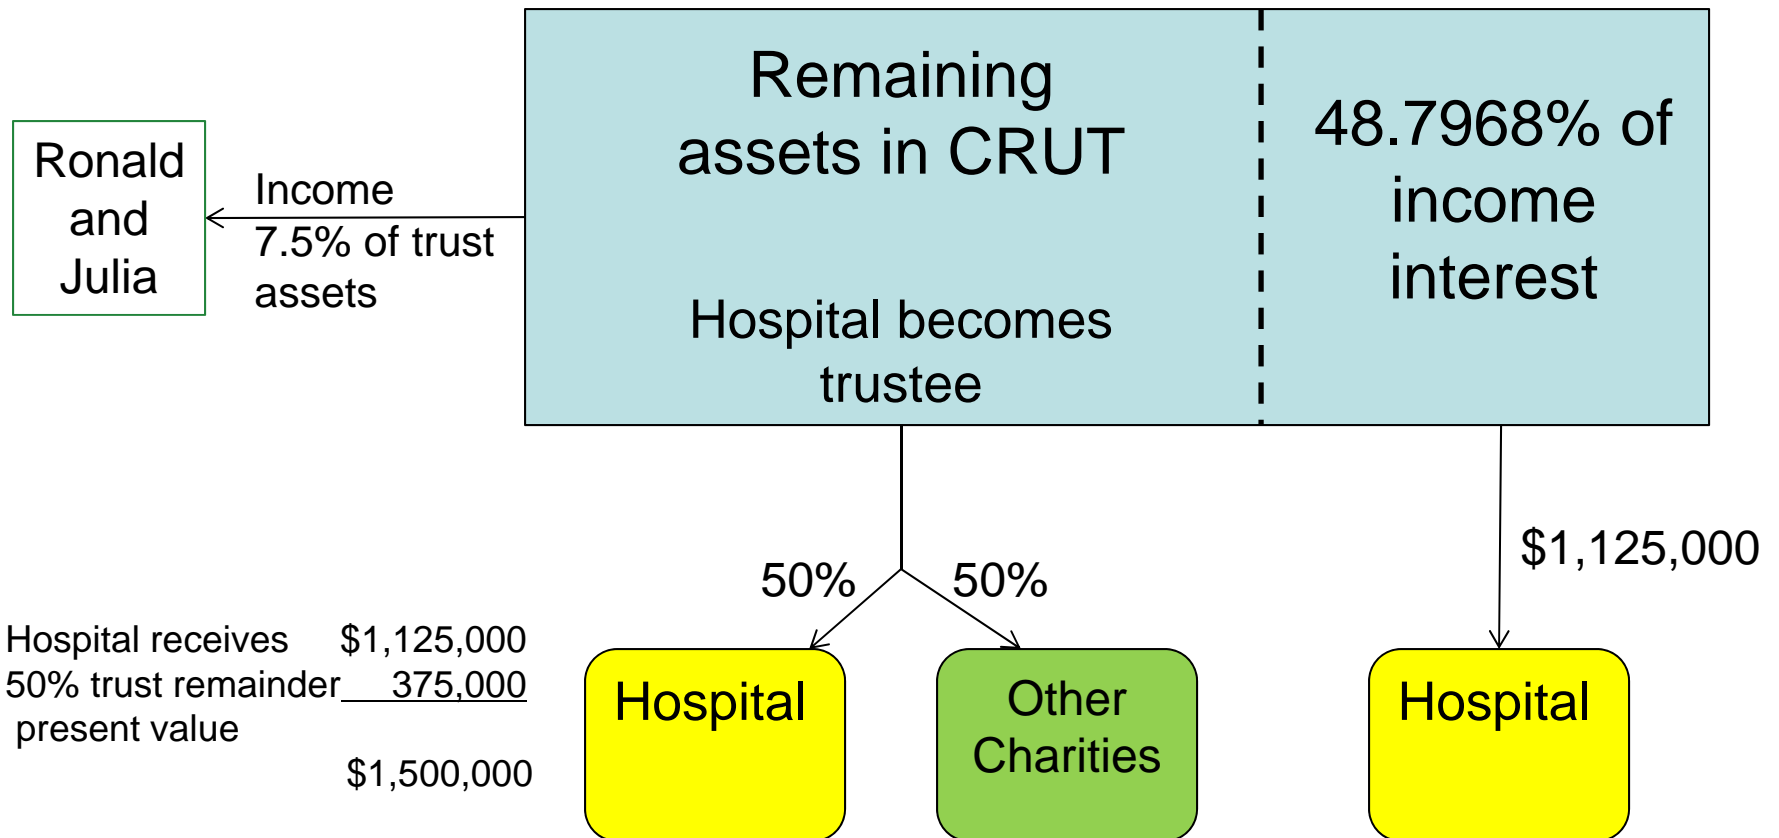 Remaining
assets in CRUT
Hospital becomes
trustee
48.7968% of
income
interest
Ronald
and
Julia
Income
7.5% of trust
assets
50%
50%
$1,125,000
Hospital receives $1,125,000
50% trust remainder 375,000
present value
$1,500,000
Hospital
Other
Charities
Hospital